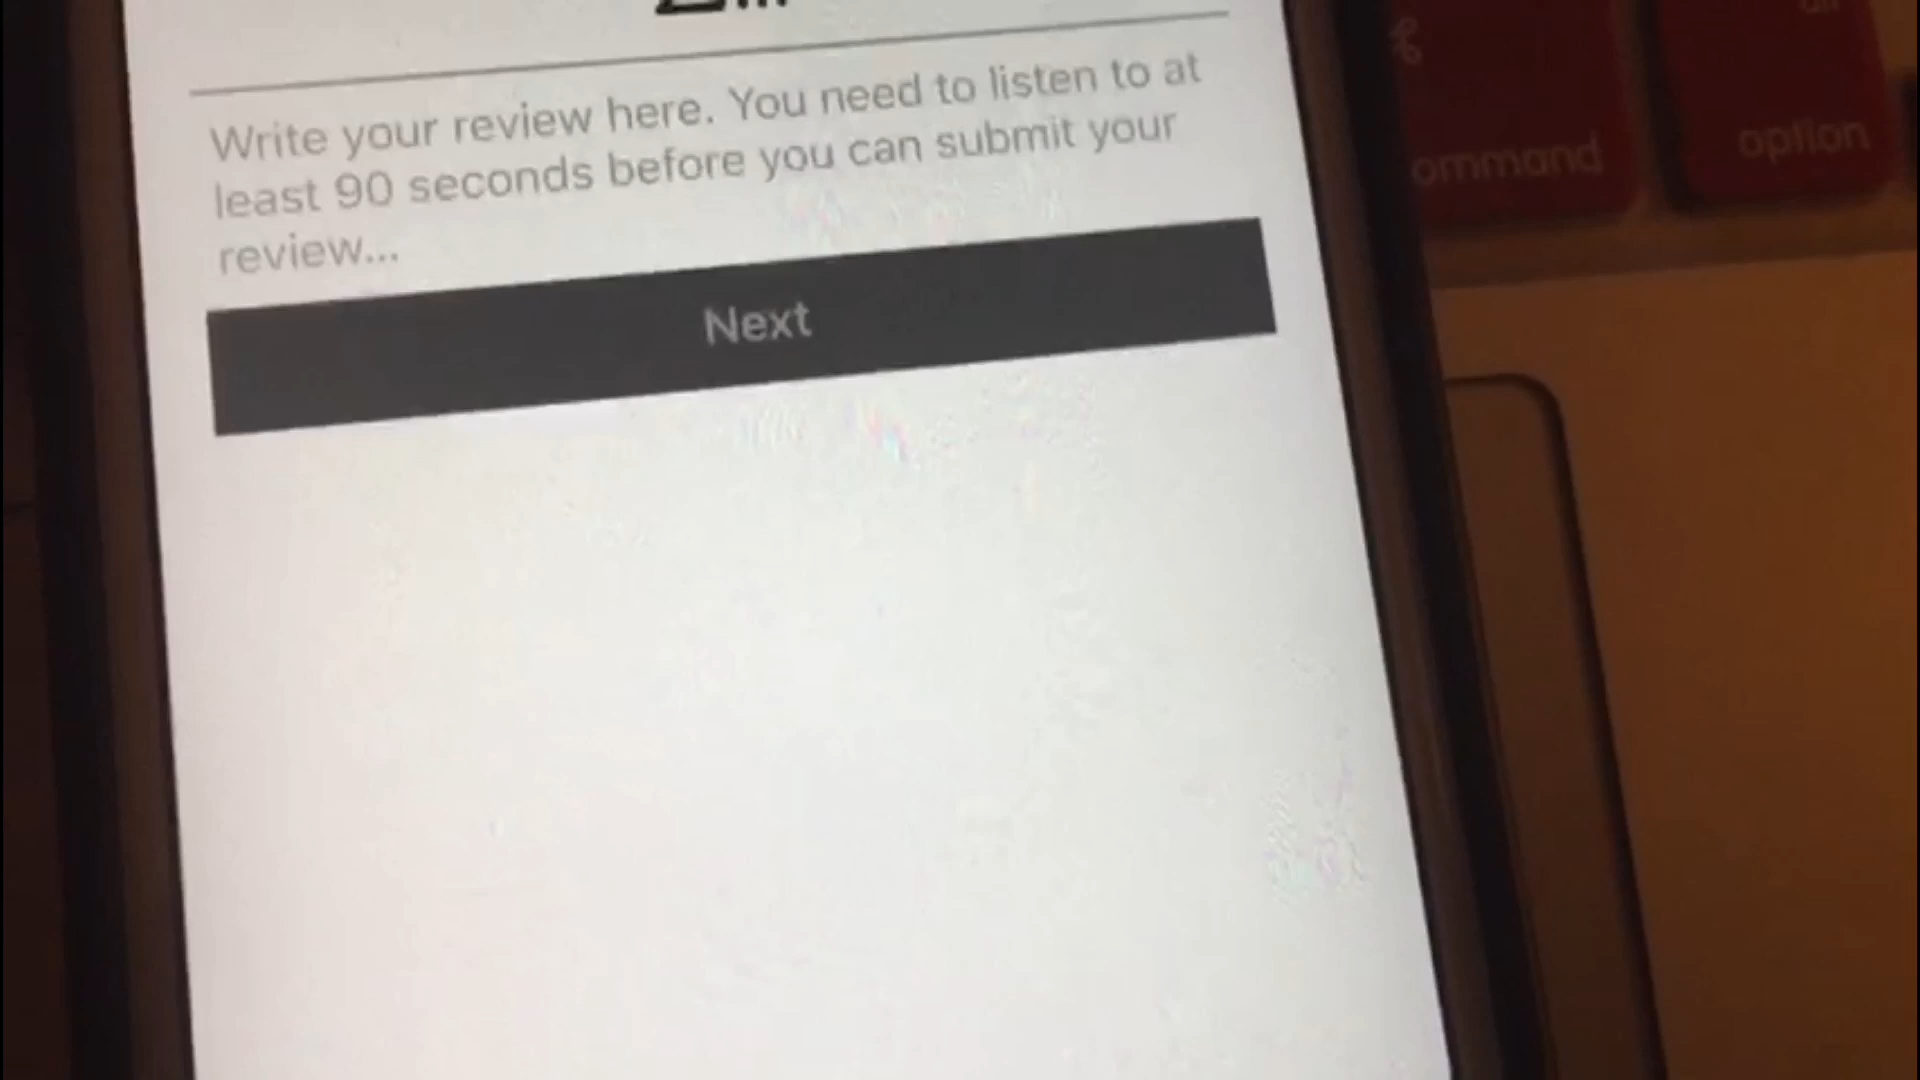 Write your review here. You need to listen to at
least 90 seconds before you can submit your
review...
Next
option